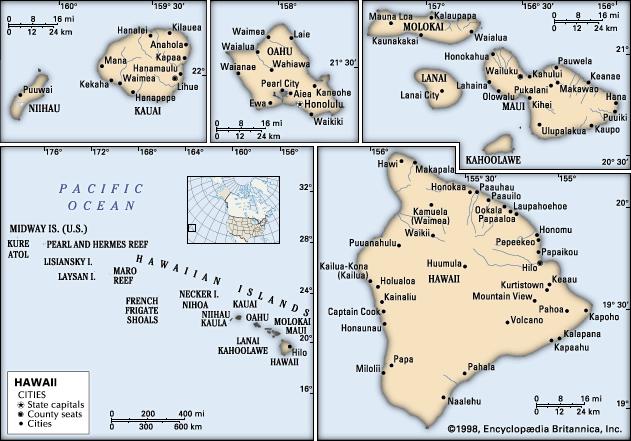 160° 159° 30'
0 8 16 mi
0 12 24 km
Hanalei
Kilauea
Anahola
Kapaa
Mana
Hanamaulu
Waimea
Kekaha
Lihue
Hanapepe
Puuwai
NIIHAU
KAUAI
22°
158°
Waimea
Laie
Waialua
OAHU
Wahiawa
Waianae
21° 30'
Pearl City
Aiea
Kaneohe
Ewa
Honolulu
Waikiki
0 8 16 mi
0 12 24 km
157° 156° 30'
Mauna Loa
Kalaupapa
MOLOKAI
Kaunakakai
Waialua
Honokahua
LANAI
Wailuku
Pauwela
Kahului
Keanae
Lahaina
Pukalani
Makawao
Lanai City
Olowalu
MAUI
Kihei
Hana
Puuiki
Ulupalakua
Kaupo
KAHOOLAWE
0 8 16 mi
0 12 24 km
20° 30'
176° 172° 168° 164° 160° 156°
PACIFIC
OCEAN
32°
MIDWAY IS. (U.S.)
KURE
ATOL
PEARL AND HERMES REEF
28°
LISIANSKY I.
LAYSAN I.
MARO
REEF
HAWAIIAN ISLANDS
24°
FRENCH
FRIGATE
SHOALS
NECKER I.
NIHOA
KAUAI
NIIHAU
KAULA
OAHU
MOLOKAI
MAUI
20°
LANAI
KAHOOLAWE
Hilo
HAWAII
16°
HAWAII
CITIES
State capitals
County seats
Cities
0 200 400 mi
0 300 600 km
156° 155° 30' 155°
Hawi
Makapala
Honokaa
Paauhau
Paauilo
20°
Kamuela
(Waimea)
Ookala
Papaaloa
Laupahoehoe
Waikii
Honomu
Puuanahulu
Pepeekeo
Papaikou
Kailua-Kona
(Kailua)
Huumula
Hilo
Holualoa
HAWAII
Keaau
Kurtistown
Kainaliu
Mountain View
Captain Cook
Pahoa
Kapoho
19° 30'
Honaunau
Volcano
Kalapana
Kapaahu
Papa
Milolii
Pahala
Naalehu
0 8 16 mi
0 12 24 km
19°
©1998, Encyclopædia Britannica, Inc.